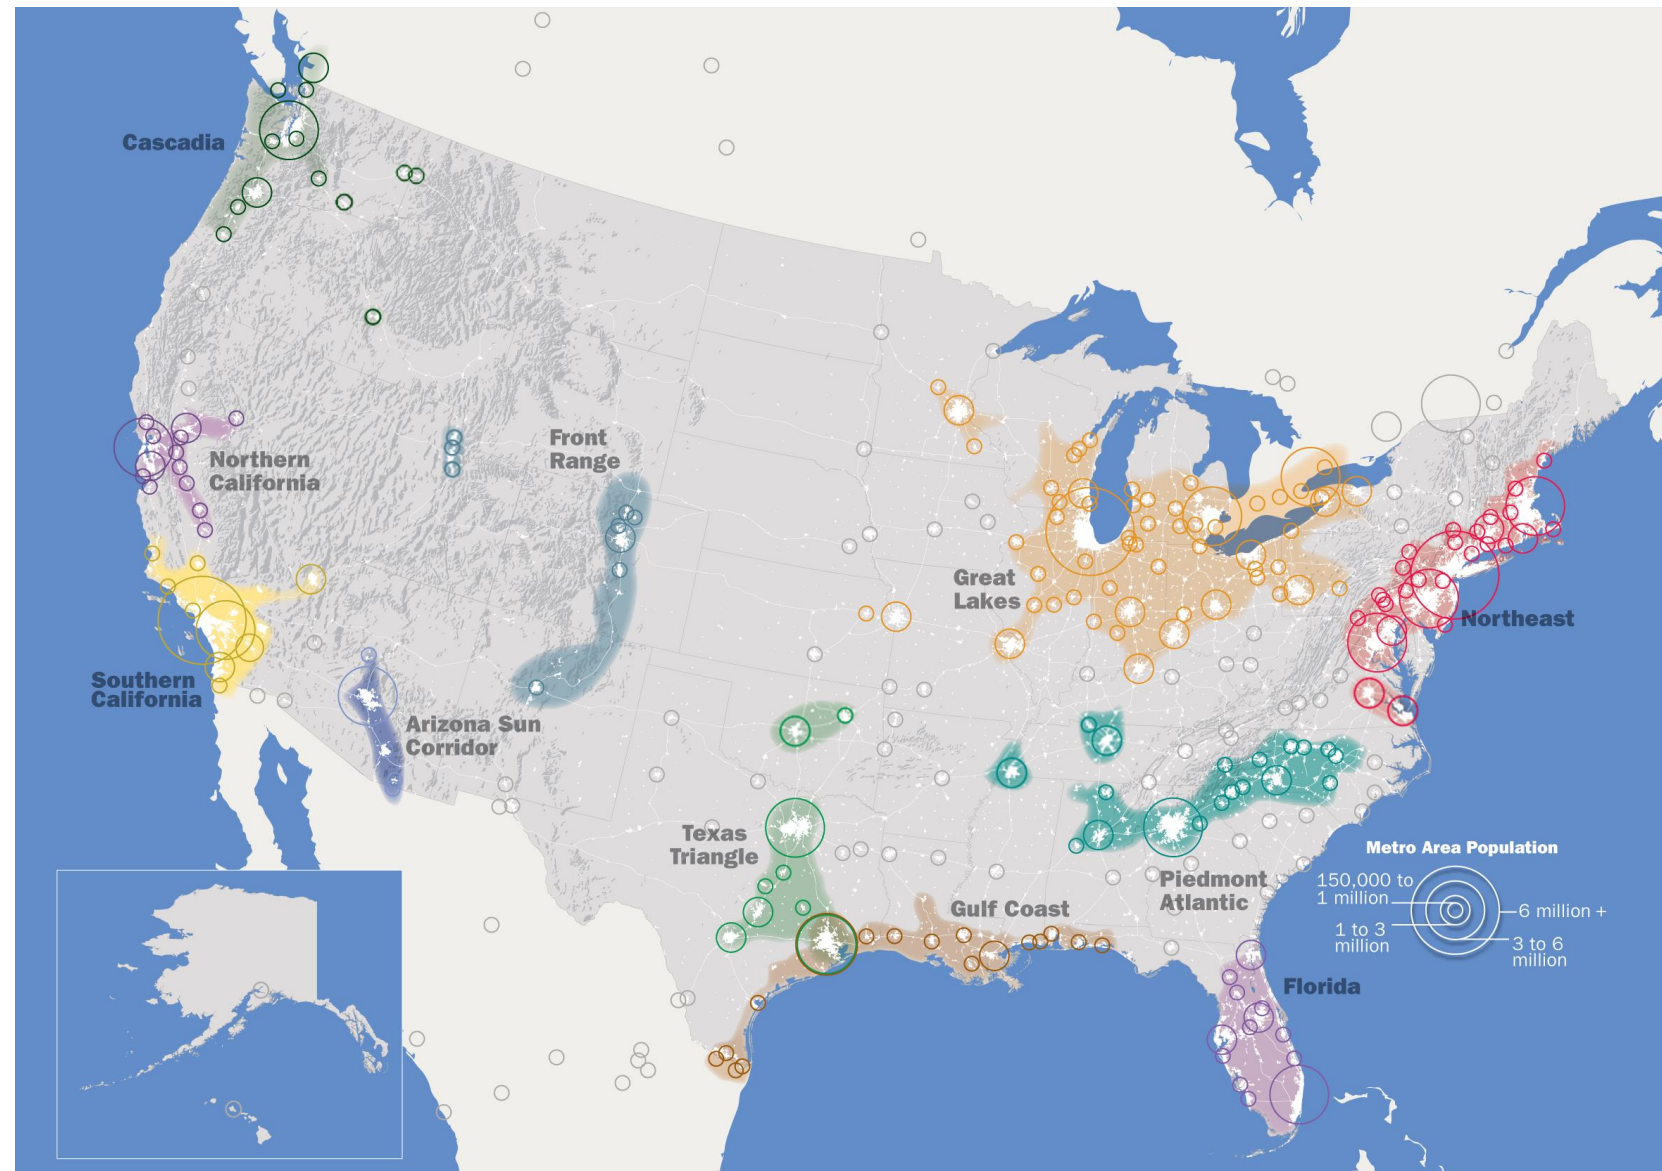 Cascadia
Front
Range
Northern
California
Great
Lakes
Northeast
Southern
California
Arizona Sun
Corridor
Texas
Triangle
Piedmont
Atlantic
Gulf Coast
Florida
Metro Area Population
150,000 to
1 million
6 million +
1 to 3
million
3 to 6
million